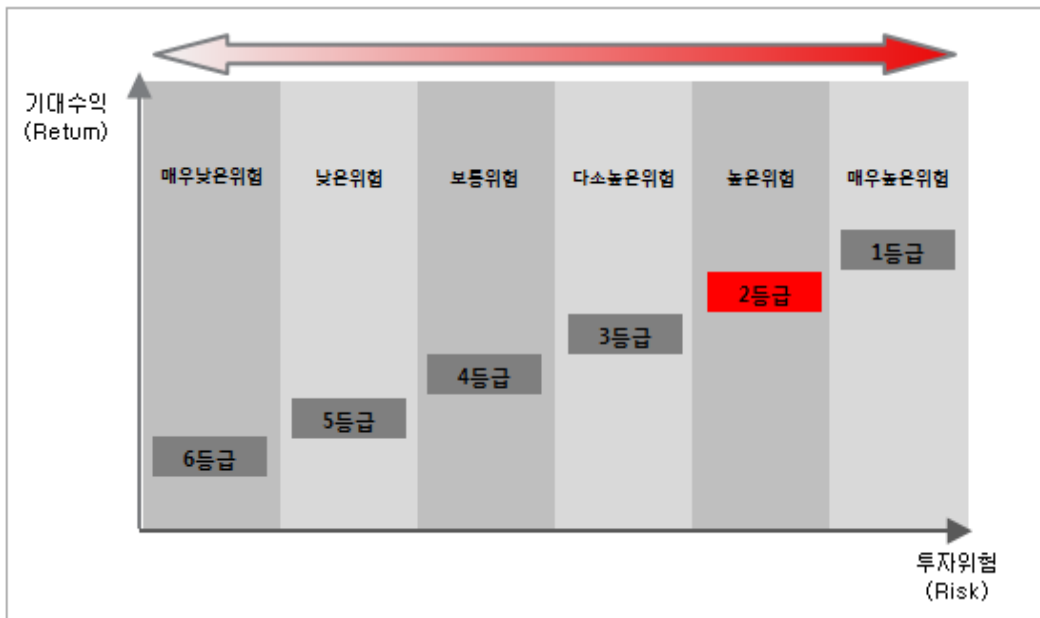 기대수익
(Return)
매우낮은위험
낮은위험
보통위험
다소높은위험
높은위험
매우높은위험
1등급
2등급
3등급
4등급
5등급
6등급
투자위험
(Risk)